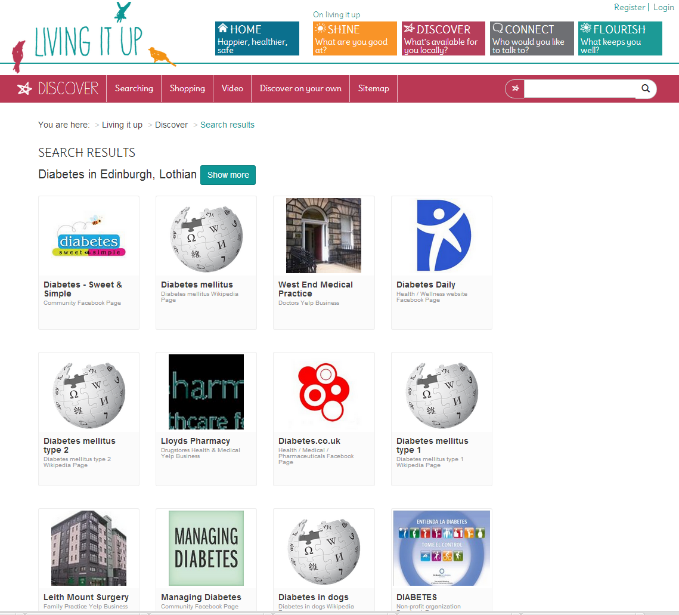 Register | Login
On living it up
LIVING IT UP
HOME
Happier, healthier,
safe
SHINE
What are you good
at?
DISCOVER
What's available for
you locally?
CONNECT
Who would you like
to talk to?
FLOURISH
What keeps you
well?
DISCOVER Searching Shopping Video Discover on your own Sitemap
You are here: > Living it up > Discover > Search results
SEARCH RESULTS
Diabetes in Edinburgh, Lothian Show more
diabetes
sweet & simple
Diabetes - Sweet &
Simple
Community Facebook Page
Diabetes mellitus
Diabetes mellitus Wikipedia
Page
West End Medical
Practice
Doctors Yelp Business
Diabetes Daily
Health / Wellness website
Facebook Page
Diabetes mellitus
type 2
Diabetes mellitus type 2
Wikipedia Page
harm
thcare f
Lloyds Pharmacy
Drugstores Health & Medical
Yelp Business
Diabetes.co.uk
Health / Medical /
Pharmaceuticals Facebook
Page
Diabetes mellitus
type 1
Diabetes mellitus type 1
Wikipedia Page
Leith Mount Surgery
Family Practice Yelp Business
MANAGING
DIABETES
Managing Diabetes
Community Facebook Page
Diabetes in dogs
Diabetes in dogs Wikipedia
ENTIENDA LA DIABETES
DIABETES
Non-profit organization